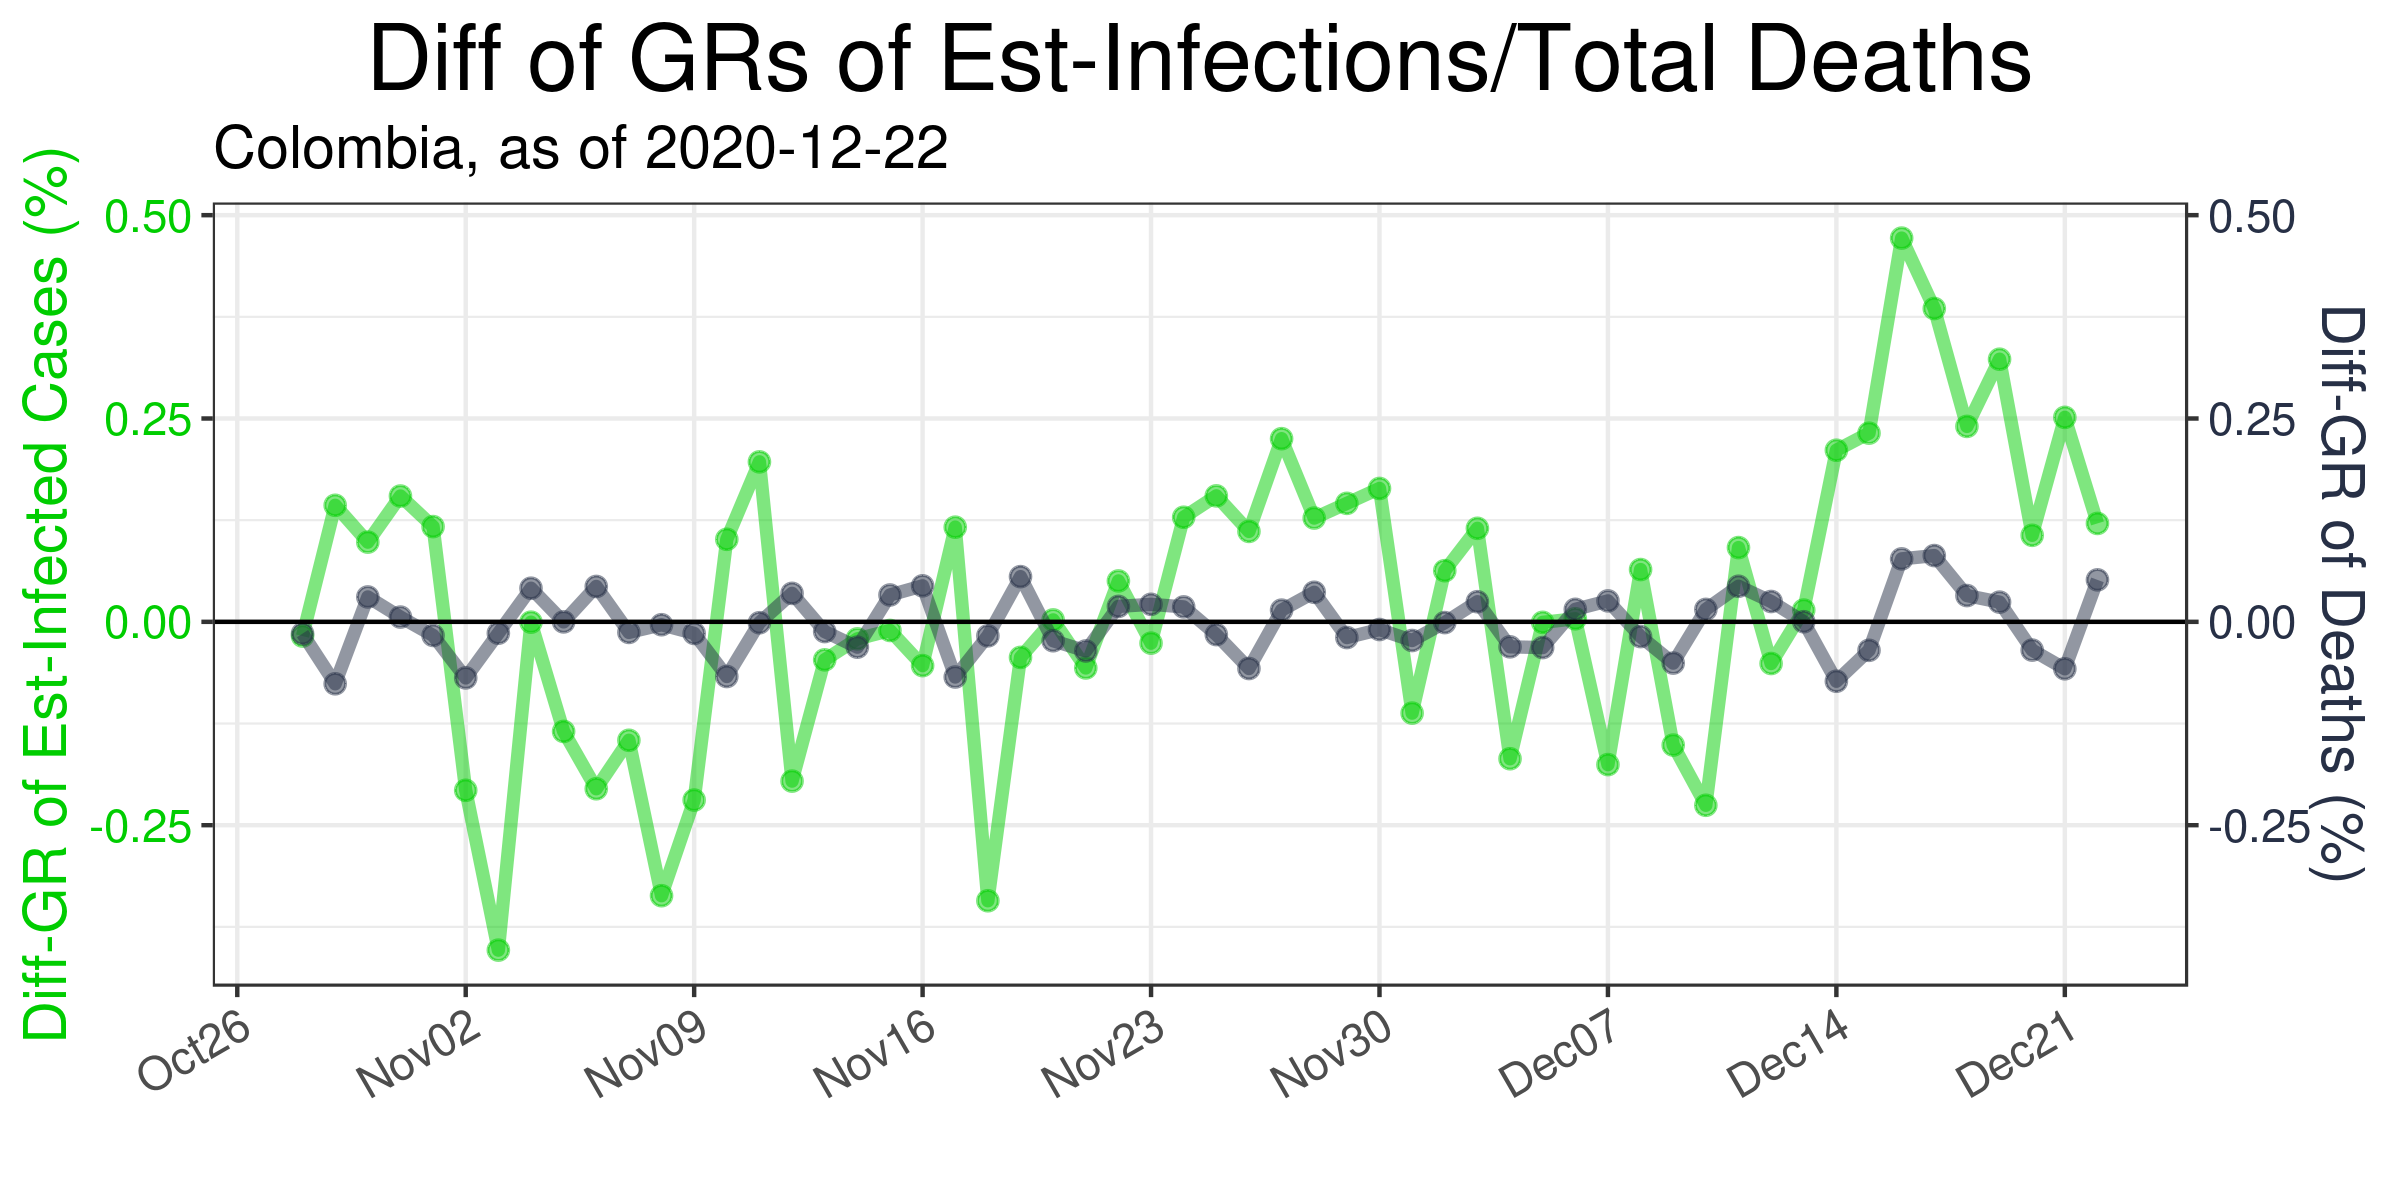 Diff of GRs of Est-Infections/Total Deaths
Colombia, as of 2020-12-22
Diff-GR of Est-Infected Cases (%)
0.50
0.25
0.00
-0.25
0.50
0.25
0.00
-0.25
Diff-GR of Deaths (%)
Oct26
Nov02
Nov09
Nov16
Nov23
Nov30
Dec07
Dec14
Dec21